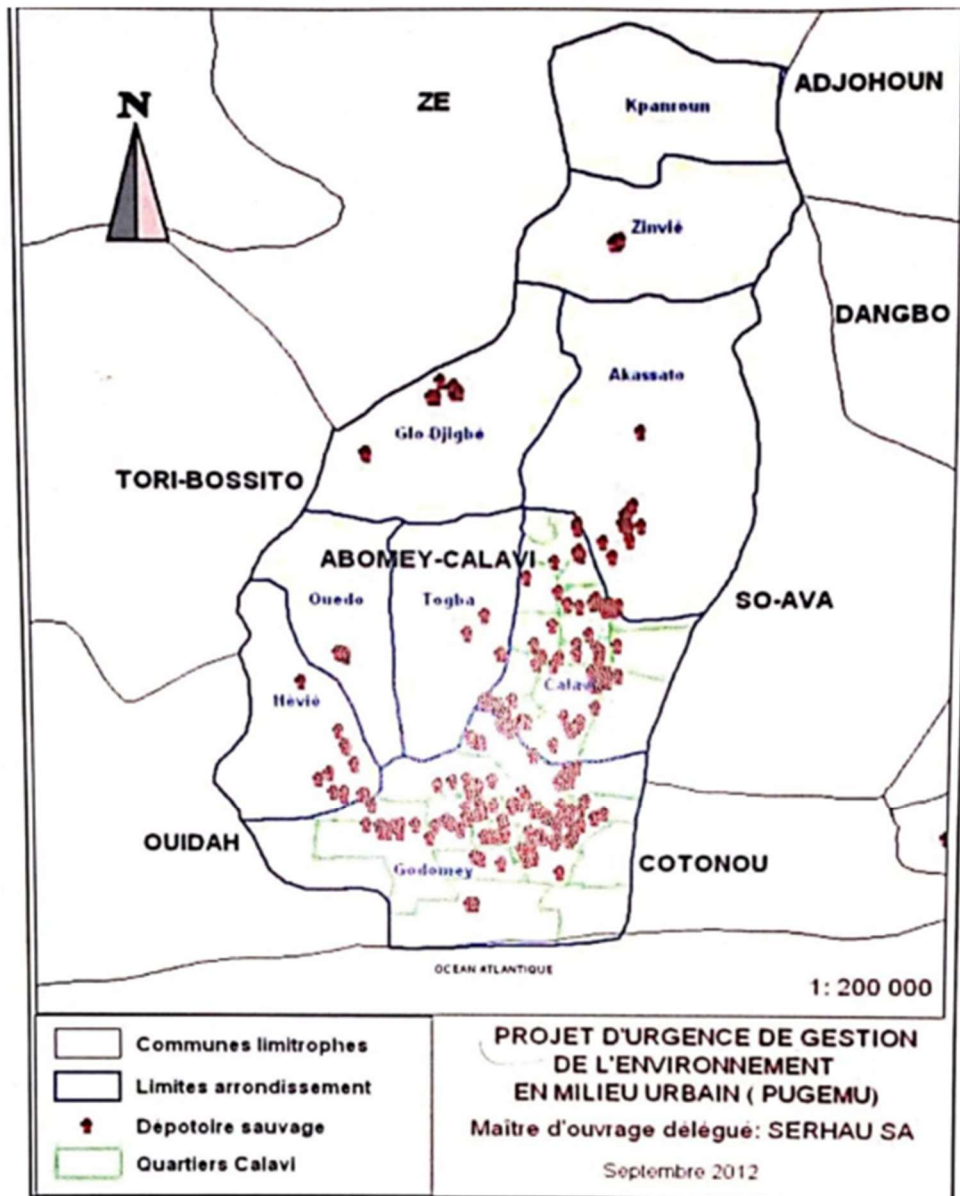 N
ZE
ADJOHOUN
Kpanroun
Zinvié
DANGBO
Akassato
Glo-Djigbé
TORI-BOSSITO
ABOMEY-CALAVI
Ouedo
Togba
SO-AVA
Hèvié
Calavi
OUIDAH
Godomey
COTONOU
OCEAN ATLANTIQUE
1: 200 000
Communes limitrophes
Limites arrondissement
Dépotoire sauvage
Quartiers Calavi
PROJET D'URGENCE DE GESTION
DE L'ENVIRONNEMENT
EN MILIEU URBAIN ( PUGEMU)
Maître d'ouvrage délégué: SERHAU SA
Septembre 2012